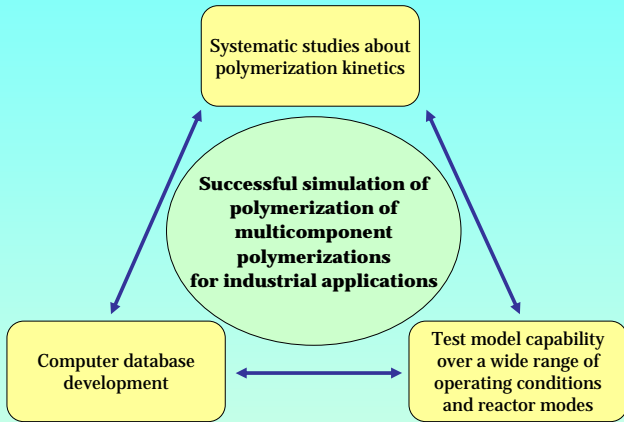 Systematic studies about
polymerization kinetics
Successful simulation of
polymerization of
multicomponent
polymerizations
for industrial applications
Computer database
development
Test model capability
over a wide range of
operating conditions
and reactor modes